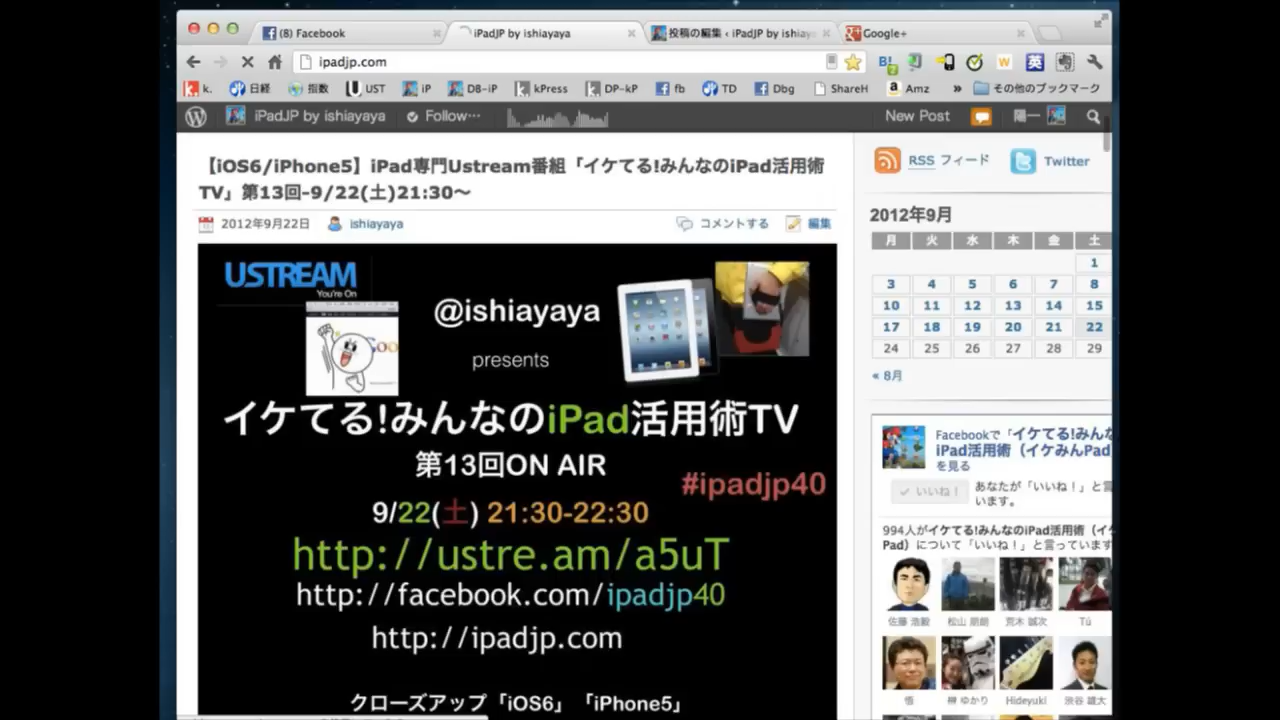 (8) Facebook
iPadJP by ishiayaya
投稿の編集 ‹ iPadJP by ishiay
Google+
ipadjp.com
k.
日経
指数
UST
iP
DB-iP
kPress
DP-kP
fb
TD
Dbg
ShareH
Amz
»
その他のブックマーク
iPadJP by ishiayaya
Follow···
New Post
陽一
【iOS6/iPhone5】iPad専門Ustream番組「イケてる!みんなのiPad活用術
TV」第13回-9/22(土)21:30〜
2012年9月22日
ishiayaya
コメントする
編集
USTREAM
You're On
@ishiayaya
presents
イケてる!みんなのiPad活用術TV
第13回ON AIR
#ipadjp40
9/22(土) 21:30-22:30
http://ustre.am/a5uT
http://facebook.com/ipadjp40
http://ipadjp.com
クローズアップ「iOS6」「iPhone5」
RSS フィード
Twitter
2012年9月
月 火 水 木 金 土
1
3 4 5 6 7 8
10 11 12 13 14 15
17 18 19 20 21 22
24 25 26 27 28 29
« 8月
Facebookで「イケてる!みんな
iPad活用術（イケみんPad
を見る
いいね！
あなたが「いいね！」と言
います。
994人がイケてる!みんなのiPad活用術（イケ
Pad）について「いいね！」と言っています
佐藤 浩毅
松山 朋朗
荒木 誠次
Tú
悟
榊 ゆかり
Hideyuki
渋谷 雄太